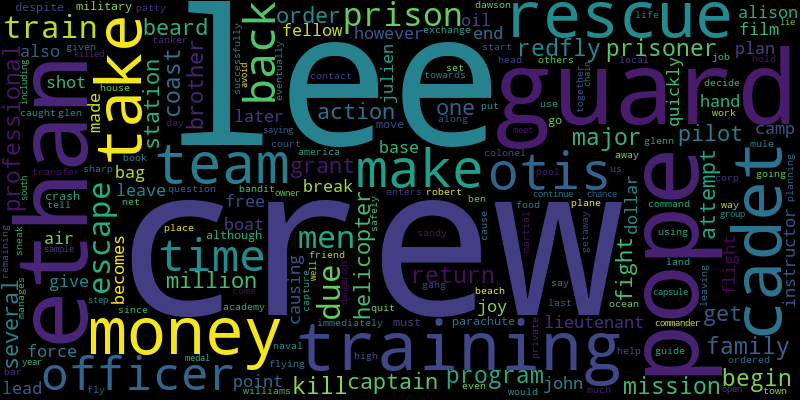 despite military patty
train beard
fellow order prison oil dawson
rescue alison life
tanker exchange film lie
lee back
however end redfly prisoner plan
given killed
also brother coast julien start others local job
professional including
shot station
take successfully eventually avoid set towards
house contact head chair together hold decide
caught glen made action one quickly hand work
ethan guard
later put use glenn
day saying along move go meet major pilot camp
sharp book court america base colonel away mule
team make otis
transfer bag grant us corp going
tell crash question bandit owner break enters robert pool continue chance attempt
south net leave free ben command way planning
escape cadet instructor
sneak air place boat men return food plane dollar using group
remaining although cause
crew pope
time due helicopter safely sandy martial getaway fight land flight
sample give becomes million causing friend gang say last ocean capsule leaving
manages step since well dangerous joy beach
several academy come capture quit lieutenant commander get
money immediately must parachute private guide ordered family
force medal naval training help
year bar
officer flying high
lead point kill captain program john much mission begin
fly williams even would open town